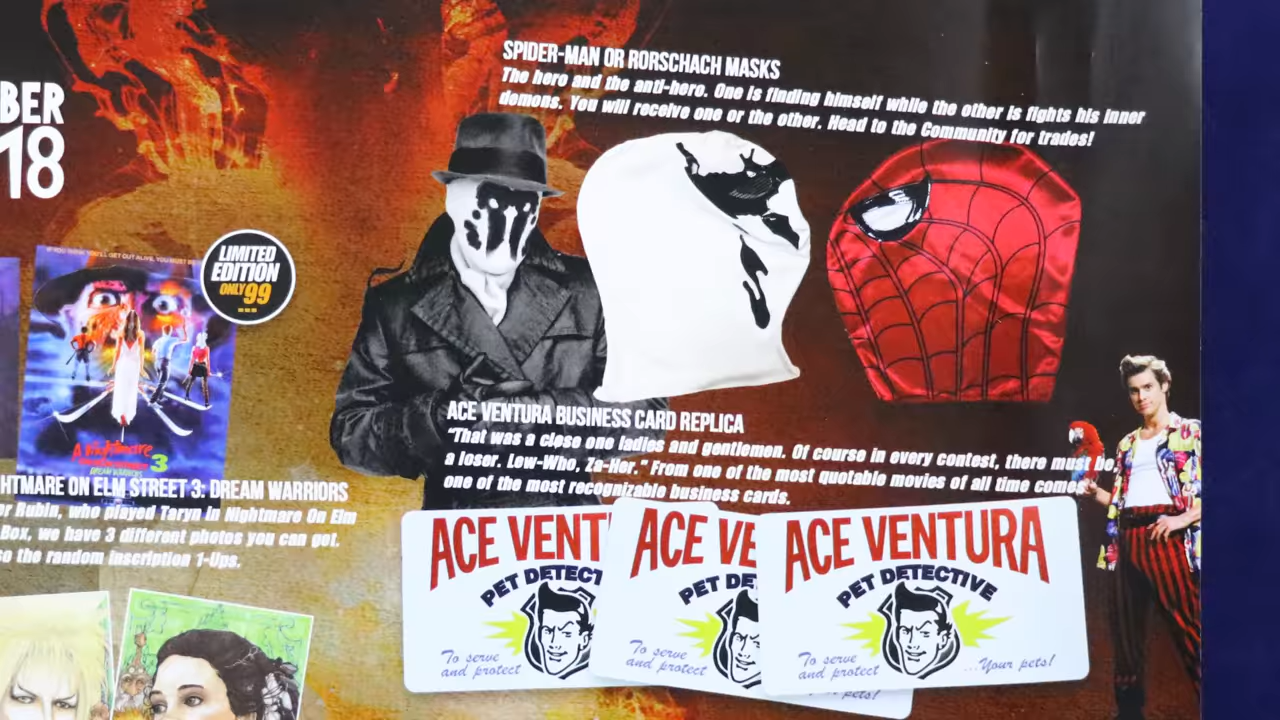 BER
18
SPIDER-MAN OR RORSCHACH MASKS
The hero and the anti-hero. One is finding himself while the other is fights his inner
demons. You will receive one or the other. Head to the Community for trades!
LIMITED
EDITION
ONLY 99
A Nightmare
on Elm Street 3
DREAM WARRIORS
HTMARE ON ELM STREET 3: DREAM WARRIORS
or Rubin, who played Taryn in Nightmare On Elm
Box, we have 3 different photos you can get.
so the random inscription 1-Ups.
ACE VENTURA BUSINESS CARD REPLICA
"That was a close one ladies and gentlemen. Of course in every contest, there must be
a loser. Lew-Who, Za-Her." From one of the most quotable movies of all time comes
one of the most recognizable business cards.
ACE VENT
PET DETECT
To serve
and protect
ACE VE
PET DE
To serve
and protect
pets!
ACE VENTURA
PET DETECTIVE
To serve
and protect
...Your pets!